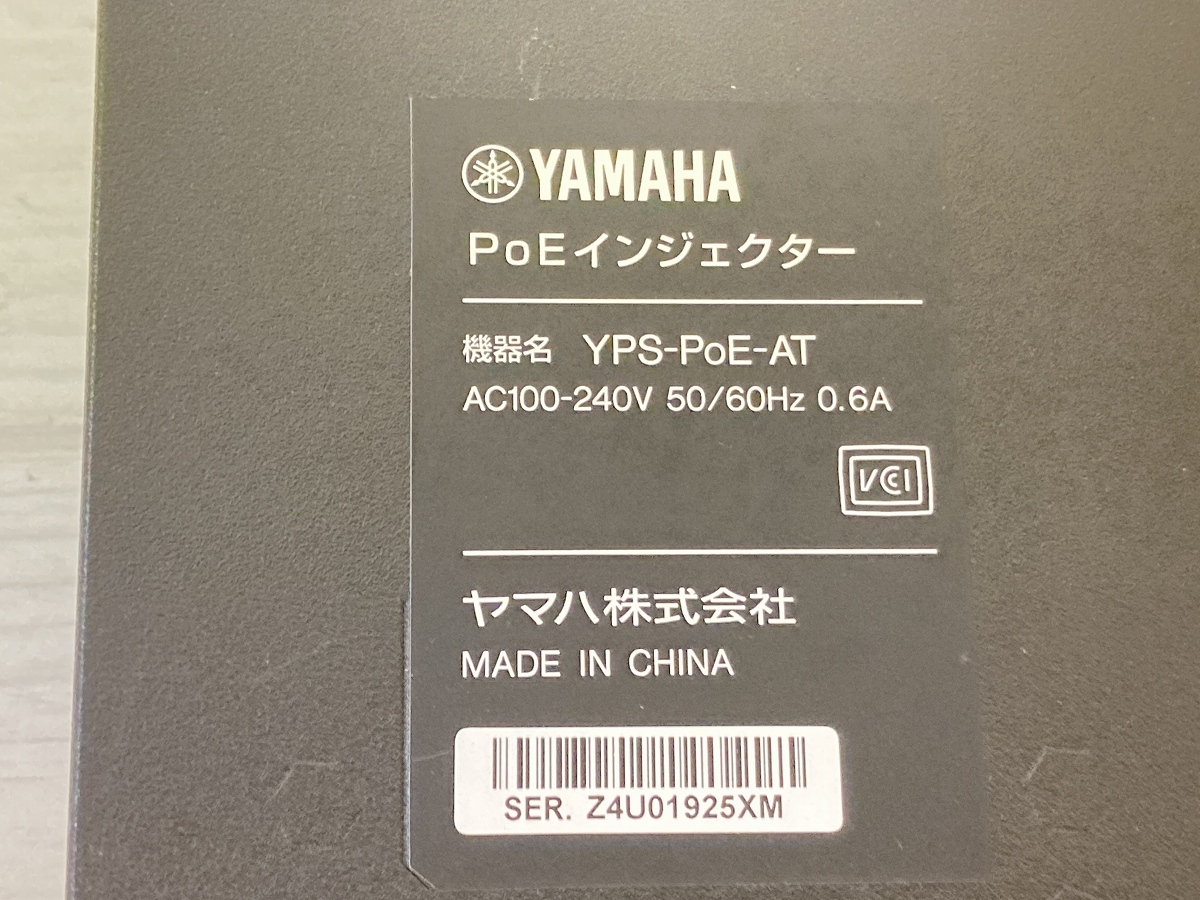 YAMAHA
PoEインジェクター
機器名 YPS-PoE-AT
AC100-240V 50/60Hz 0.6A
VCI
ヤマハ株式会社
MADE IN CHINA
SER. Z4U01925XM